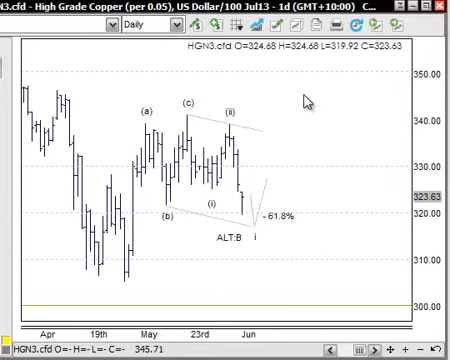 N3.cfd - High Grade Copper (per 0.05), US Dollar/100 Jul13 - 1d (GMT+10:00) C...
Daily
HGN3.cfd O=324.68 H=324.68 L=319.92 C=323.63
350.00
340.00
330.00
323.63
320.00
310.00
300.00
(a)
(c)
(ii)
(b)
(i)
- 61.8%
ALT:B i
Apr 19th May 23rd Jun
HGN3.cfd O=- H=- L=- C=- 345.71